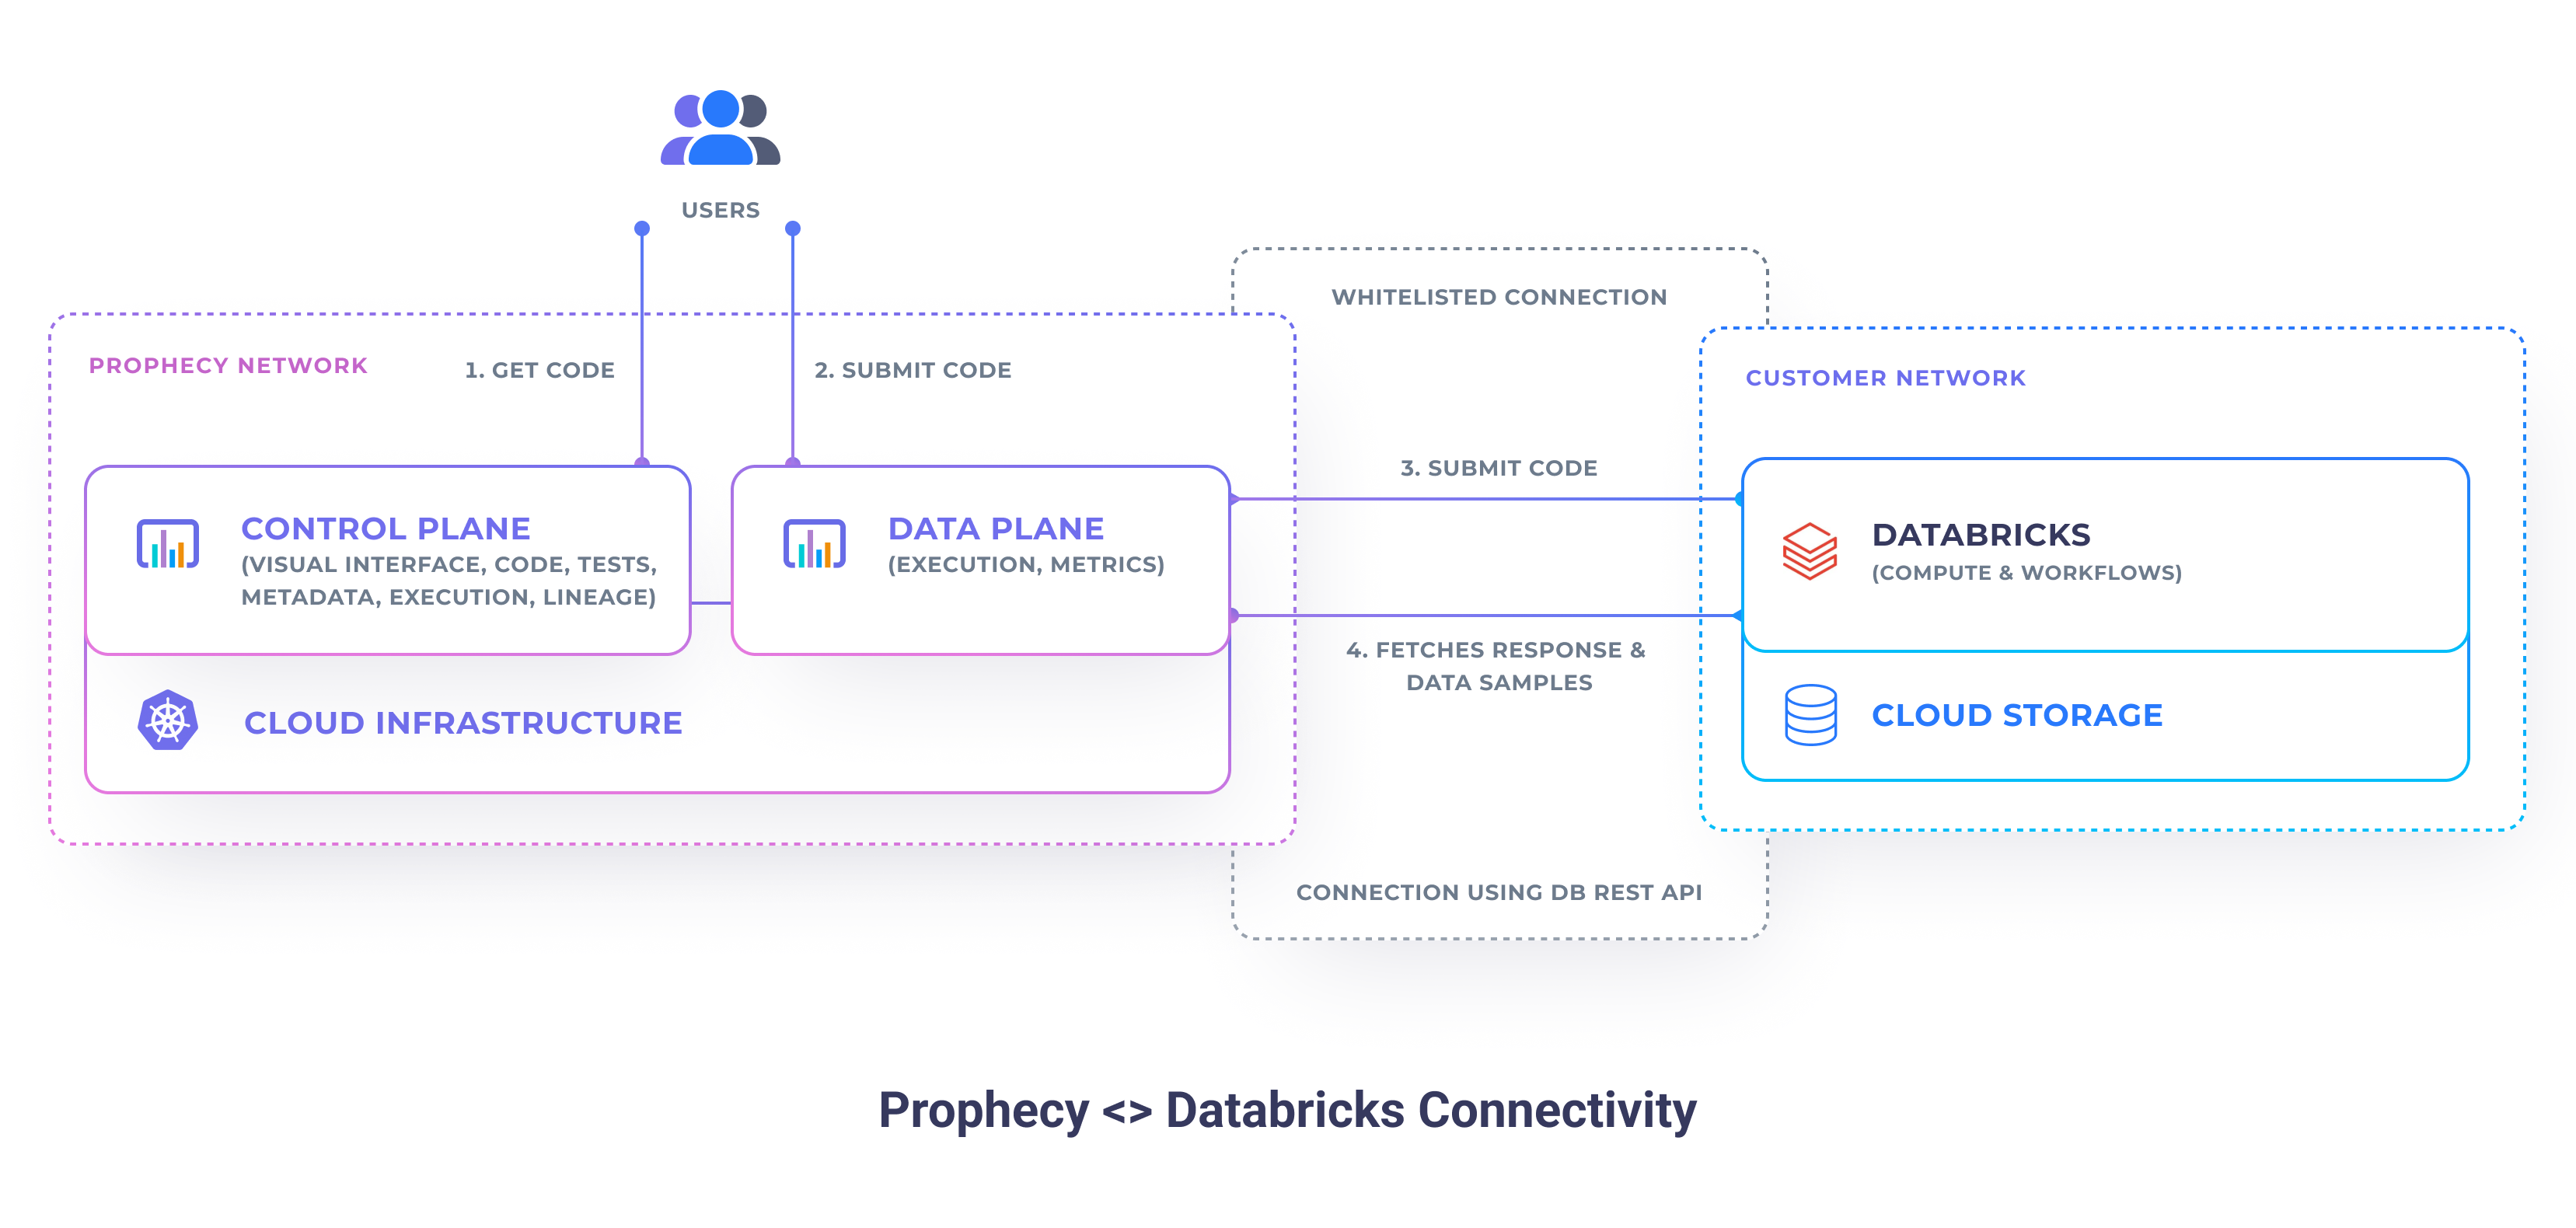 USERS
WHITELISTED CONNECTION
PROPHECY NETWORK
1. GET CODE
2. SUBMIT CODE
CUSTOMER NETWORK
3. SUBMIT CODE
CONTROL PLANE
(VISUAL INTERFACE, CODE, TESTS,
METADATA, EXECUTION, LINEAGE)
DATA PLANE
(EXECUTION, METRICS)
DATABRICKS
(COMPUTE & WORKFLOWS)
4. FETCHES RESPONSE &
DATA SAMPLES
CLOUD INFRASTRUCTURE
CLOUD STORAGE
CONNECTION USING DB REST API
Prophecy <> Databricks Connectivity